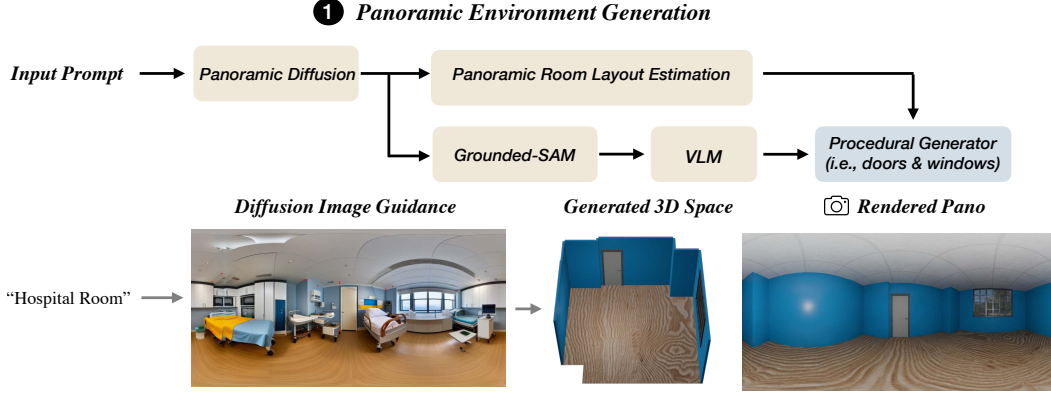 1 Panoramic Environment Generation
Input Prompt
Panoramic Diffusion
Panoramic Room Layout Estimation
Grounded-SAM
VLM
Procedural Generator
(i.e., doors & windows)
Diffusion Image Guidance
Generated 3D Space
Rendered Pano
“Hospital Room”